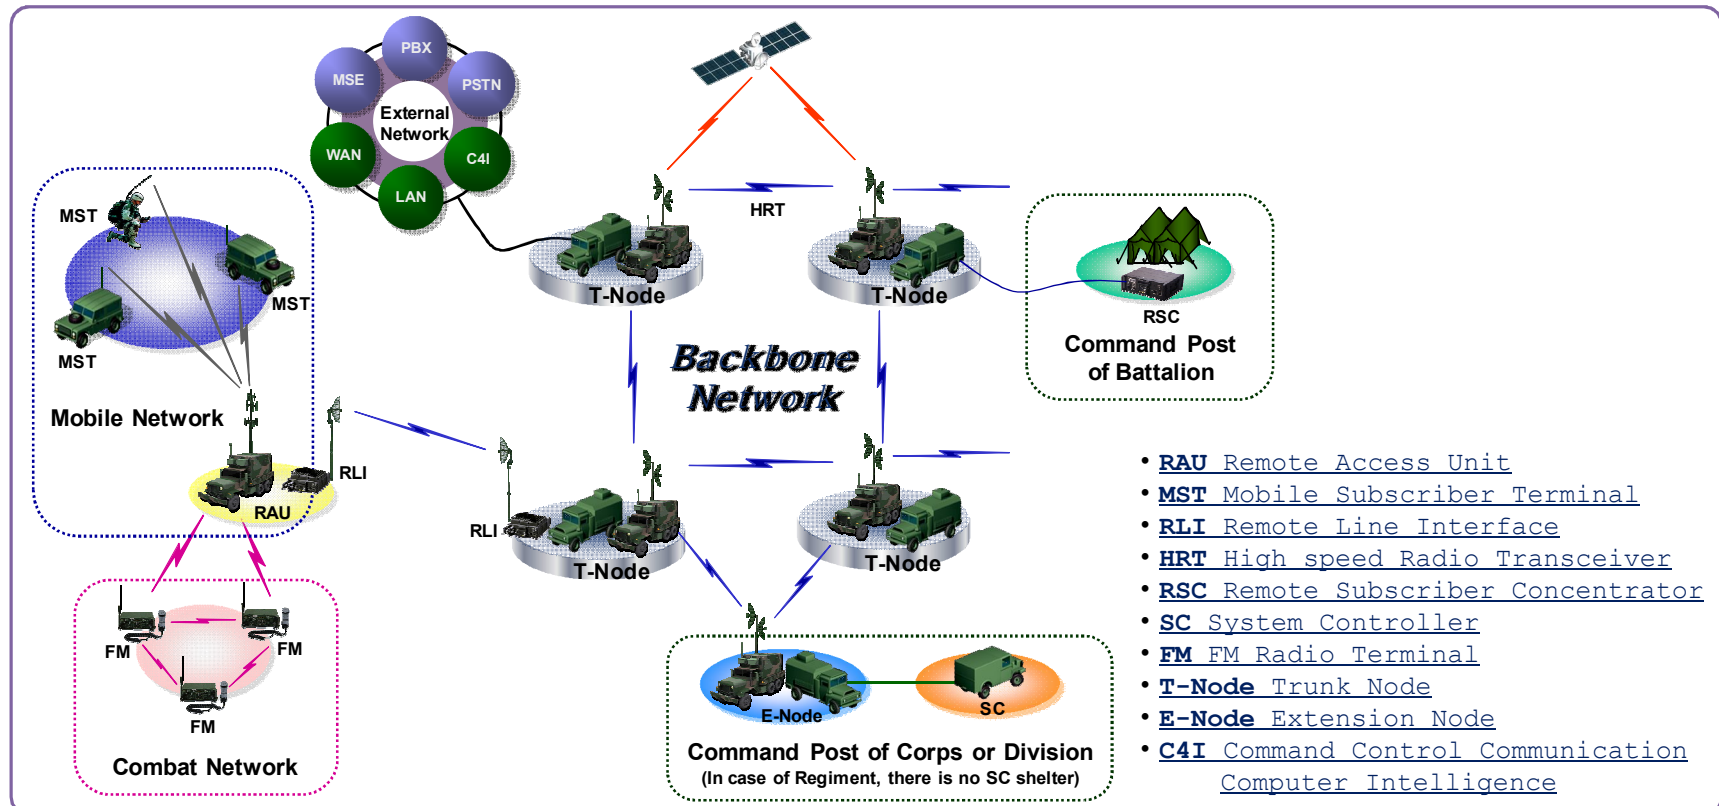 PBX
MSE
PSTN
External
Network
WAN
C4I
LAN
HRT
MST
MST
MST
T-Node
T-Node
RSC
Command Post
of Battalion
Backbone
Network
Mobile Network
RLI
RAU
RLI
T-Node
T-Node
FM
FM
FM
Combat Network
E-Node
SC
Command Post of Corps or Division
(In case of Regiment, there is no SC shelter)
• RAU Remote Access Unit
• MST Mobile Subscriber Terminal
• RLI Remote Line Interface
• HRT High speed Radio Transceiver
• RSC Remote Subscriber Concentrator
• SC System Controller
• FM FM Radio Terminal
• T-Node Trunk Node
• E-Node Extension Node
• C4I Command Control Communication
Computer Intelligence